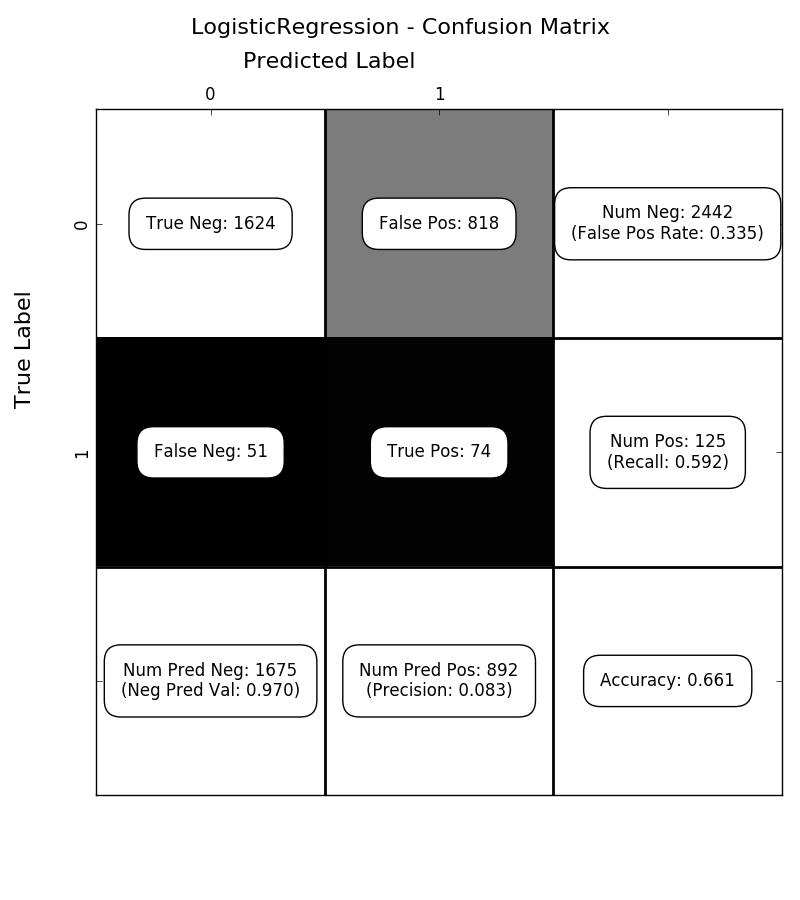 LogisticRegression - Confusion Matrix
Predicted Label
0 1
True Label
0
True Neg: 1624
False Pos: 818
Num Neg: 2442
(False Pos Rate: 0.335)
1
False Neg: 51
True Pos: 74
Num Pos: 125
(Recall: 0.592)
Num Pred Neg: 1675
(Neg Pred Val: 0.970)
Num Pred Pos: 892
(Precision: 0.083)
Accuracy: 0.661